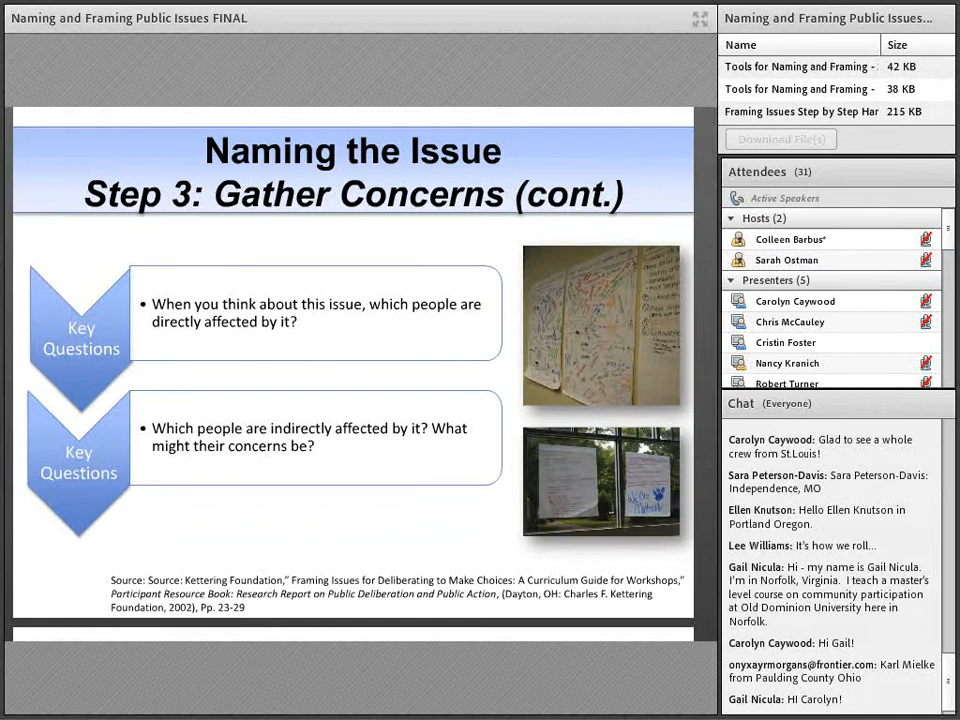 Naming and Framing Public Issues FINAL
Naming the Issue
Step 3: Gather Concerns (cont.)
Key
Questions
• When you think about this issue, which people are
directly affected by it?
Key
Questions
• Which people are indirectly affected by it? What
might their concerns be?
Source: Source: Kettering Foundation,” Framing Issues for Deliberating to Make Choices: A Curriculum Guide for Workshops,”
Participant Resource Book: Research Report on Public Deliberation and Public Action, (Dayton, OH: Charles F. Kettering
Foundation, 2002), Pp. 23-29
Naming and Framing Public Issues...
Name Size
Tools for Naming and Framing - 42 KB
Tools for Naming and Framing - 38 KB
Framing Issues Step by Step Har 215 KB
Download File(s)
Attendees (31)
Active Speakers
Hosts (2)
Colleen Barbus*
Sarah Ostman
Presenters (5)
Carolyn Caywood
Chris McCauley
Cristin Foster
Nancy Kranich
Robert Turner
Chat (Everyone)
Carolyn Caywood: Glad to see a whole
crew from St.Louis!
Sara Peterson-Davis: Sara Peterson-Davis:
Independence, MO
Ellen Knutson: Hello Ellen Knutson in
Portland Oregon.
Lee Williams: It's how we roll...
Gail Nicula: Hi - my name is Gail Nicula.
I'm in Norfolk, Virginia. I teach a master's
level course on community participation
at Old Dominion University here in
Norfolk.
Carolyn Caywood: Hi Gail!
onyxayrmorgans@frontier.com: Karl Mielke
from Paulding County Ohio
Gail Nicula: HI Carolyn!